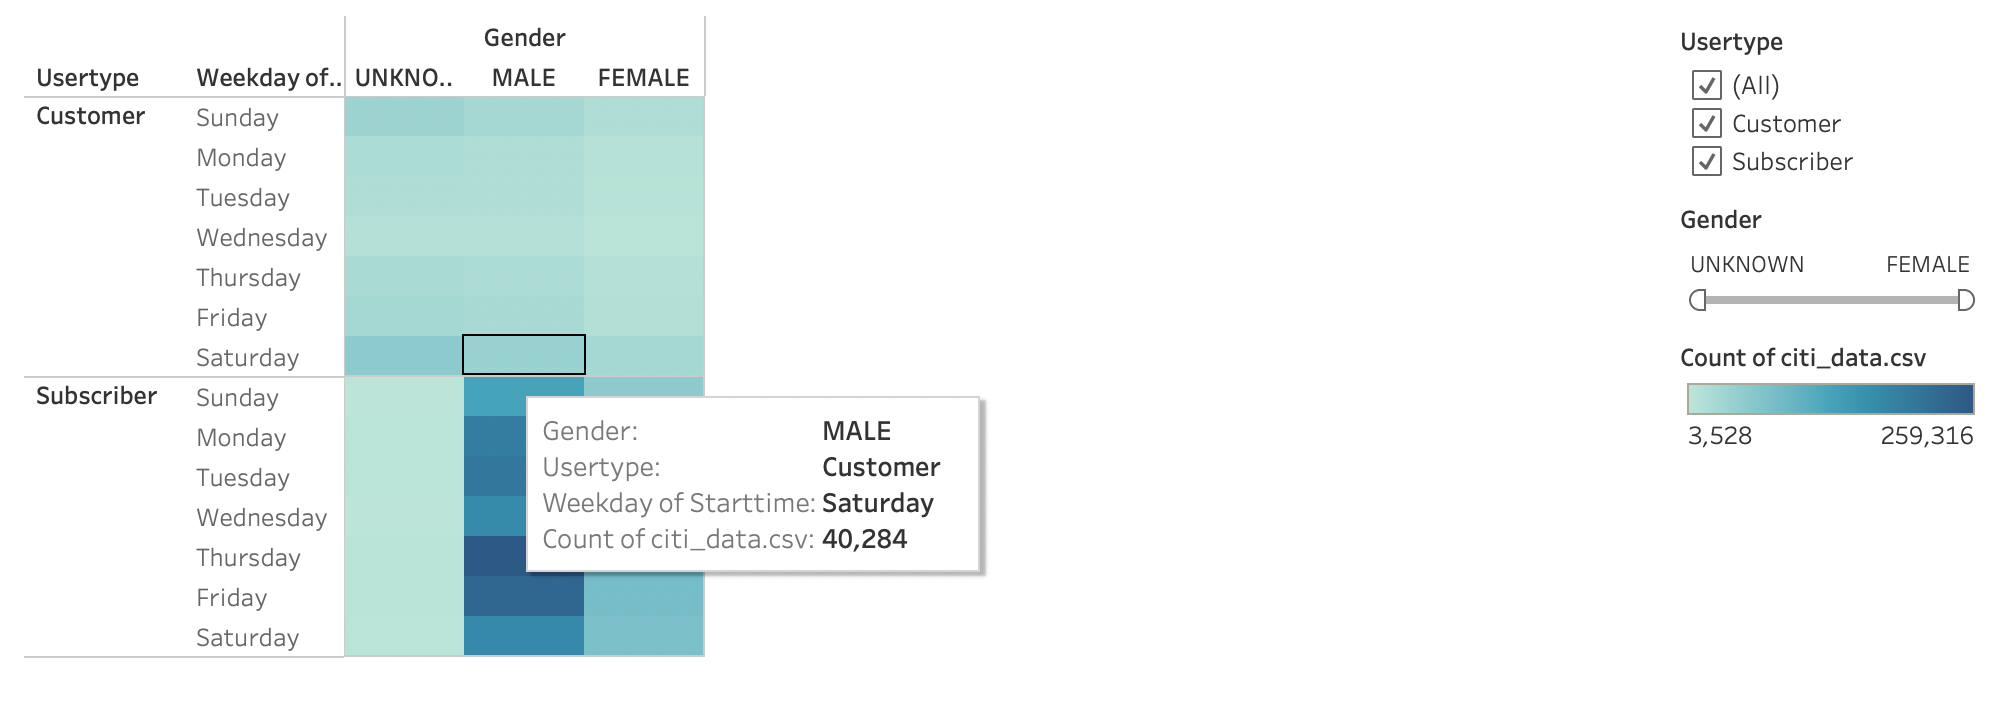 Gender
Usertype Weekday of.. UNKNO.. MALE FEMALE
Customer Sunday
Monday
Tuesday
Wednesday
Thursday
Friday
Saturday
Subscriber Sunday
Monday
Tuesday
Wednesday
Thursday
Friday
Saturday
Gender: MALE
Usertype: Customer
Weekday of Starttime: Saturday
Count of citi_data.csv: 40,284
Usertype
(All)
Customer
Subscriber
Gender
UNKNOWN FEMALE
Count of citi_data.csv
3,528 259,316